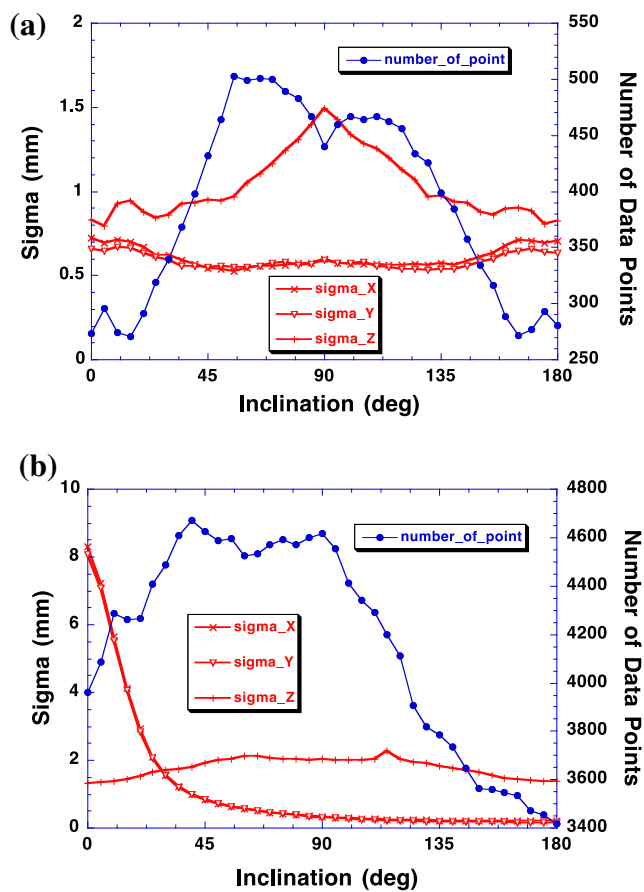 (a)
2
1.5
1
0.5
0
Sigma (mm)
550
500
450
400
350
300
250
Number of Data Points
number_of_point
sigma_X
sigma_Y
sigma_Z
0
45
90
135
180
Inclination (deg)
(b)
10
8
6
4
2
0
Sigma (mm)
4800
4600
4400
4200
4000
3800
3600
3400
Number of Data Points
number_of_point
sigma_X
sigma_Y
sigma_Z
0
45
90
135
180
Inclination (deg)